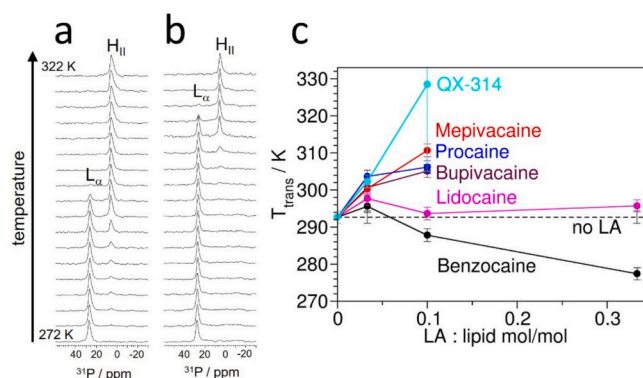 a
b
c
H_II
H_II
322 K
L_α
L_α
temperature
272 K
40 20 0 -20
40 20 0 -20
³¹P / ppm
³¹P / ppm
330
320
310
300
290
280
270
T_trans / K
QX-314
Mepivacaine
Procaine
Bupivacaine
Lidocaine
no LA
Benzocaine
0 0.1 0.2 0.3
LA : lipid mol/mol